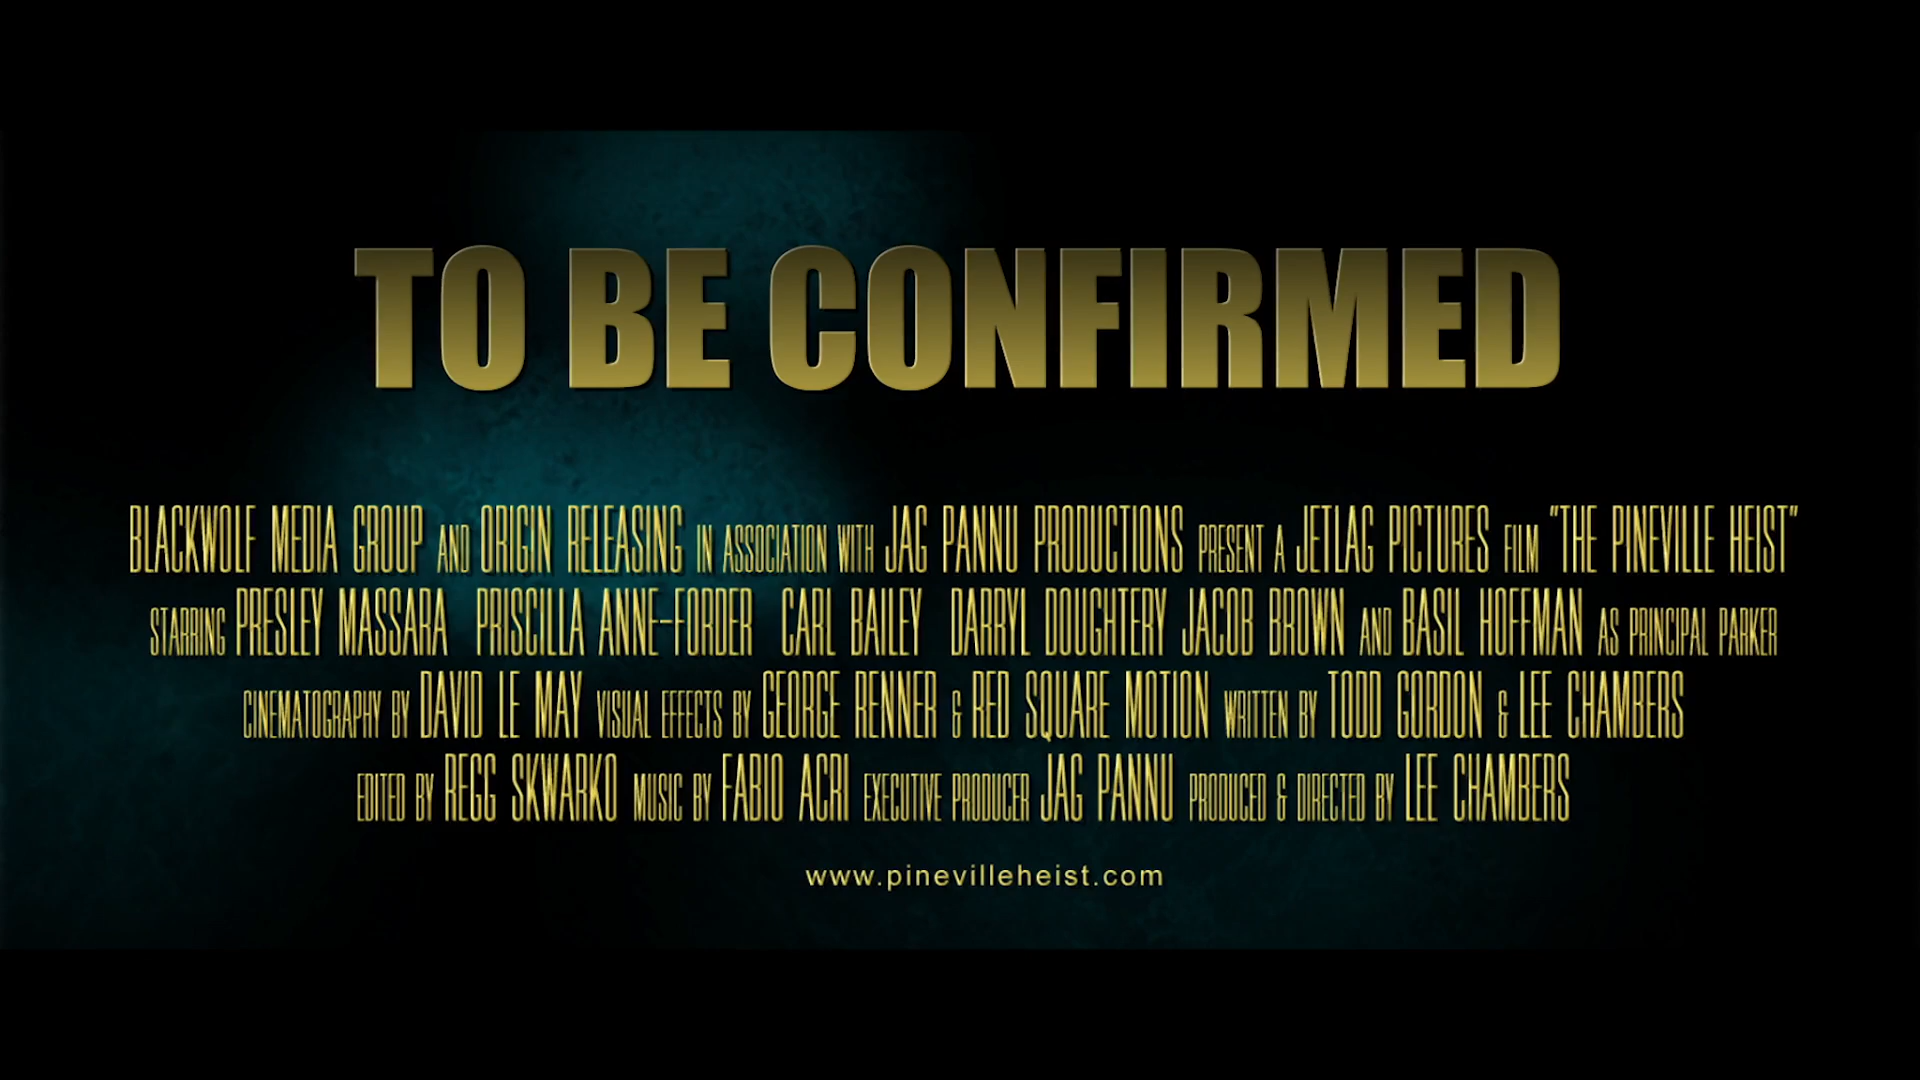 TO BE CONFIRMED
BLACKWOLF MEDIA GROUP AND ORIGIN RELEASING IN ASSOCIATION WITH JAG PANNU PRODUCTIONS PRESENT A JETLAG PICTURES FILM "THE PINEVILLE HEIST"
STARRING PRESLEY MASSARA PRISCILLA ANNE-FORDER CARL BAILEY DARRYL DOUGHTERY JACOB BROWN AND BASIL HOFFMAN AS PRINCIPAL PARKER
CINEMATOGRAPHY BY DAVID LE MAY VISUAL EFFECTS BY GEORGE RENNER & RED SQUARE MOTION WRITTEN BY TODD GORDON & LEE CHAMBERS
EDITED BY REGG SKWARKO MUSIC BY FABIO ACRI EXECUTIVE PRODUCER JAG PANNU PRODUCED & DIRECTED BY LEE CHAMBERS
www.pinevilleheist.com